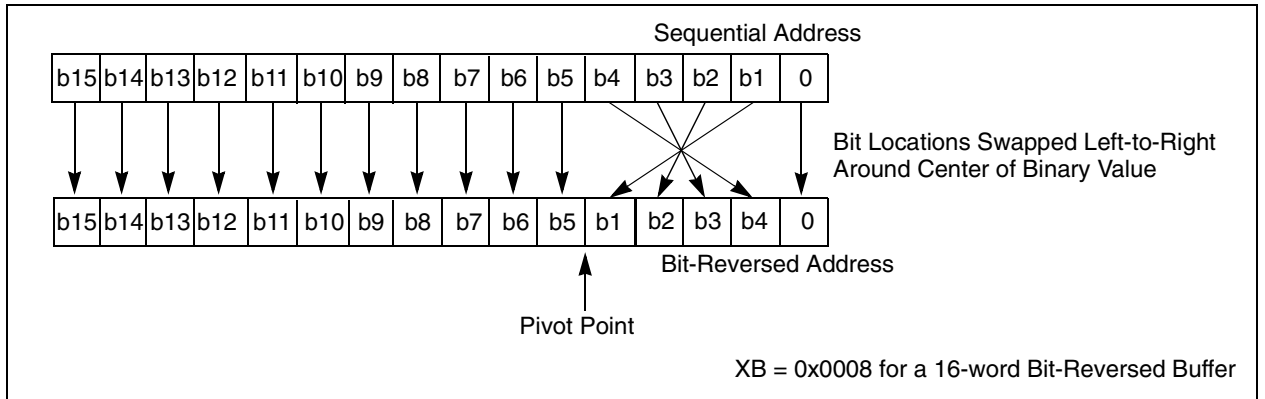 Sequential Address
b15 b14 b13 b12 b11 b10 b9 b8 b7 b6 b5 b4 b3 b2 b1 0
Bit Locations Swapped Left-to-Right
Around Center of Binary Value
b15 b14 b13 b12 b11 b10 b9 b8 b7 b6 b5 b1 b2 b3 b4 0
Bit-Reversed Address
Pivot Point
XB = 0x0008 for a 16-word Bit-Reversed Buffer